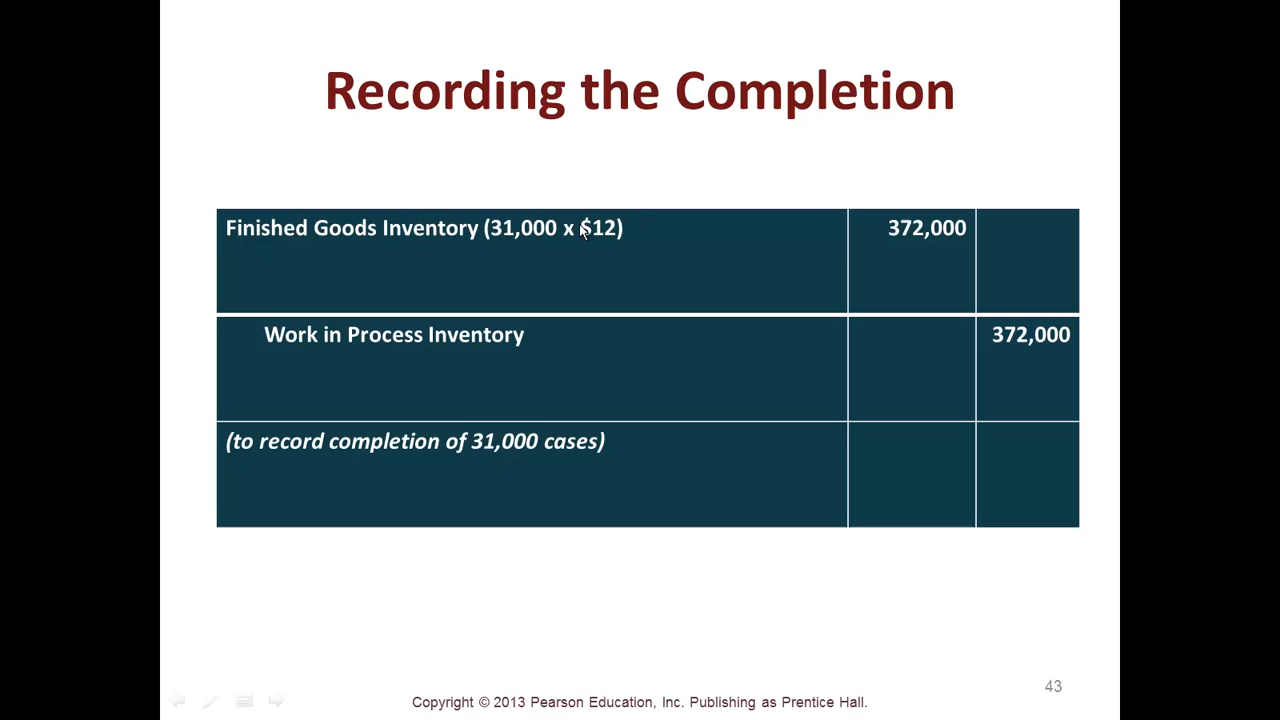 Recording the Completion
Finished Goods Inventory (31,000 x $12) 372,000
Work in Process Inventory 372,000
(to record completion of 31,000 cases)
43
Copyright © 2013 Pearson Education, Inc. Publishing as Prentice Hall.